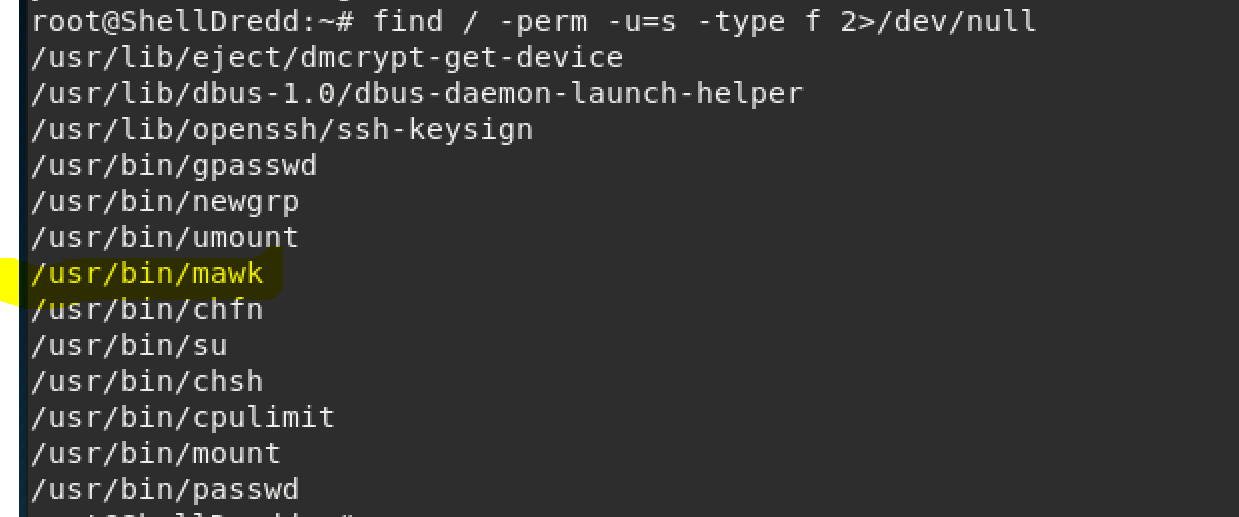 root@ShellDredd:~# find / -perm -u=s -type f 2>/dev/null
/usr/lib/eject/dmcrypt-get-device
/usr/lib/dbus-1.0/dbus-daemon-launch-helper
/usr/lib/openssh/ssh-keysign
/usr/bin/gpasswd
/usr/bin/newgrp
/usr/bin/umount
/usr/bin/mawk
/usr/bin/chfn
/usr/bin/su
/usr/bin/chsh
/usr/bin/cpulimit
/usr/bin/mount
/usr/bin/passwd